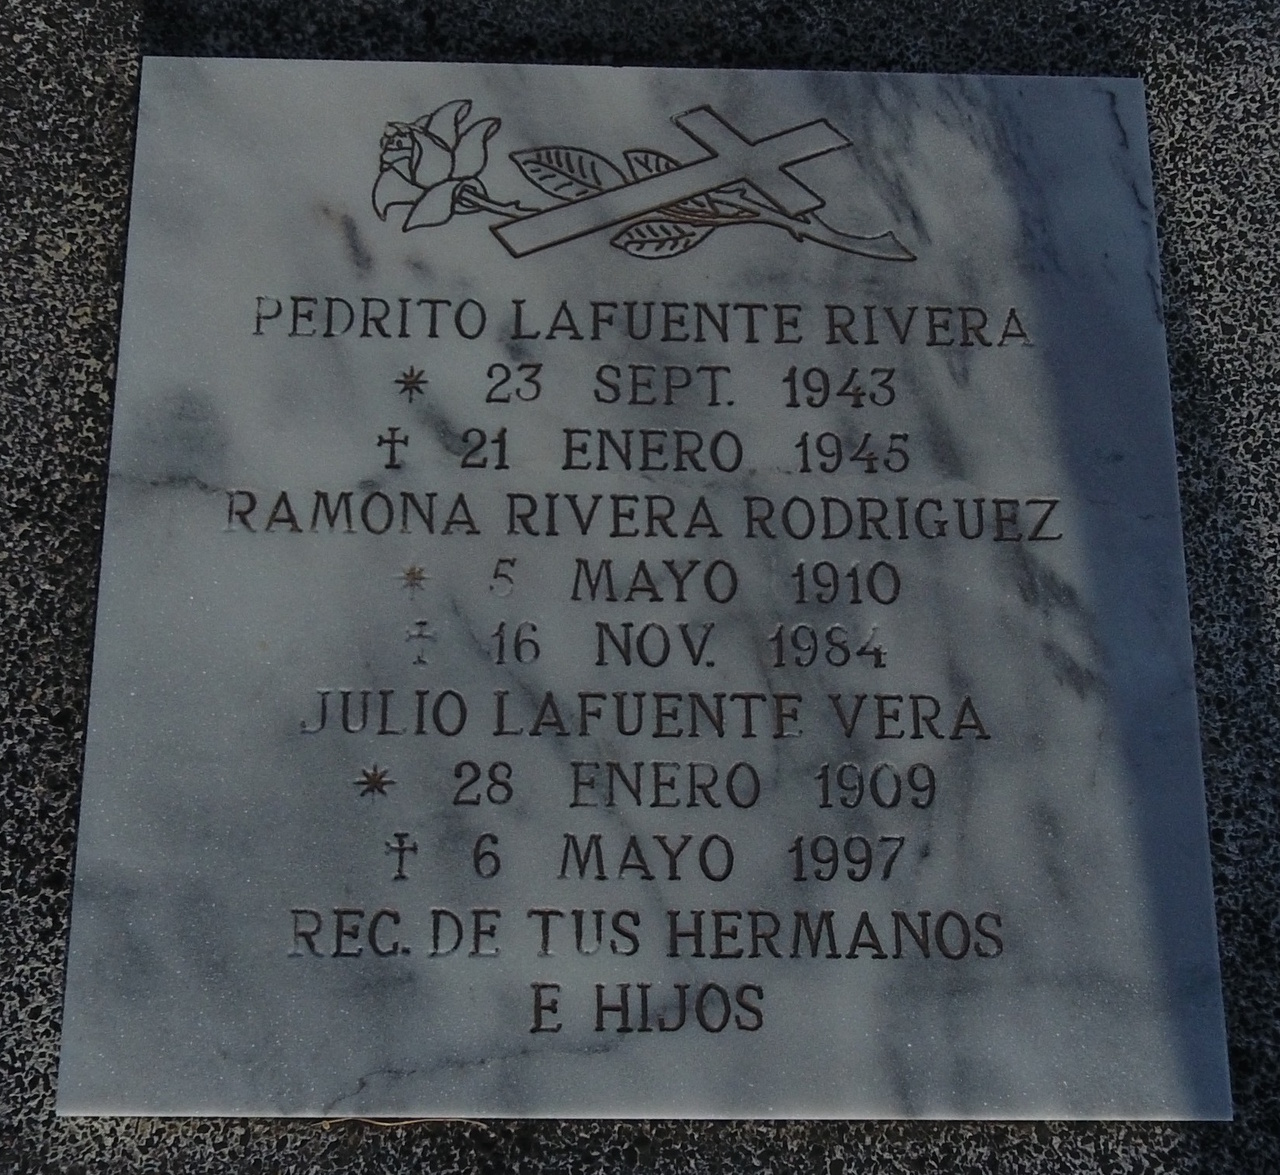 PEDRITO LAFUENTE RIVERA
* 23 SEPT. 1943
✝ 21 ENERO 1945
RAMONA RIVERA RODRIGUEZ
* 5 MAYO 1910
✝ 16 NOV. 1984
JULIO LAFUENTE VERA
* 28 ENERO 1909
✝ 6 MAYO 1997
REC. DE TUS HERMANOS
E HIJOS